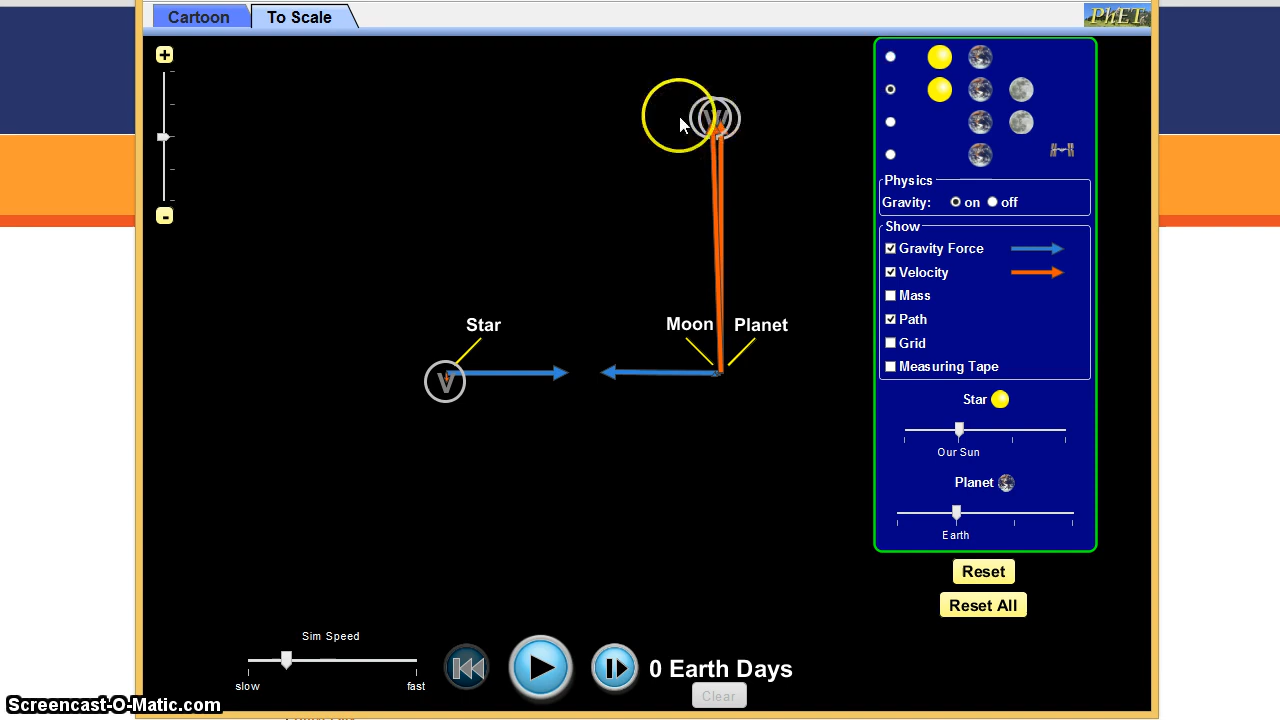 Cartoon
To Scale
PhET
+
-
V
V
Star
Moon
Planet
V
Physics
Gravity: on off
Show
Gravity Force
Velocity
Mass
Path
Grid
Measuring Tape
Star
Our Sun
Planet
Earth
Reset
Reset All
Sim Speed
slow
fast
0 Earth Days
Clear
Screencast-O-Matic.com